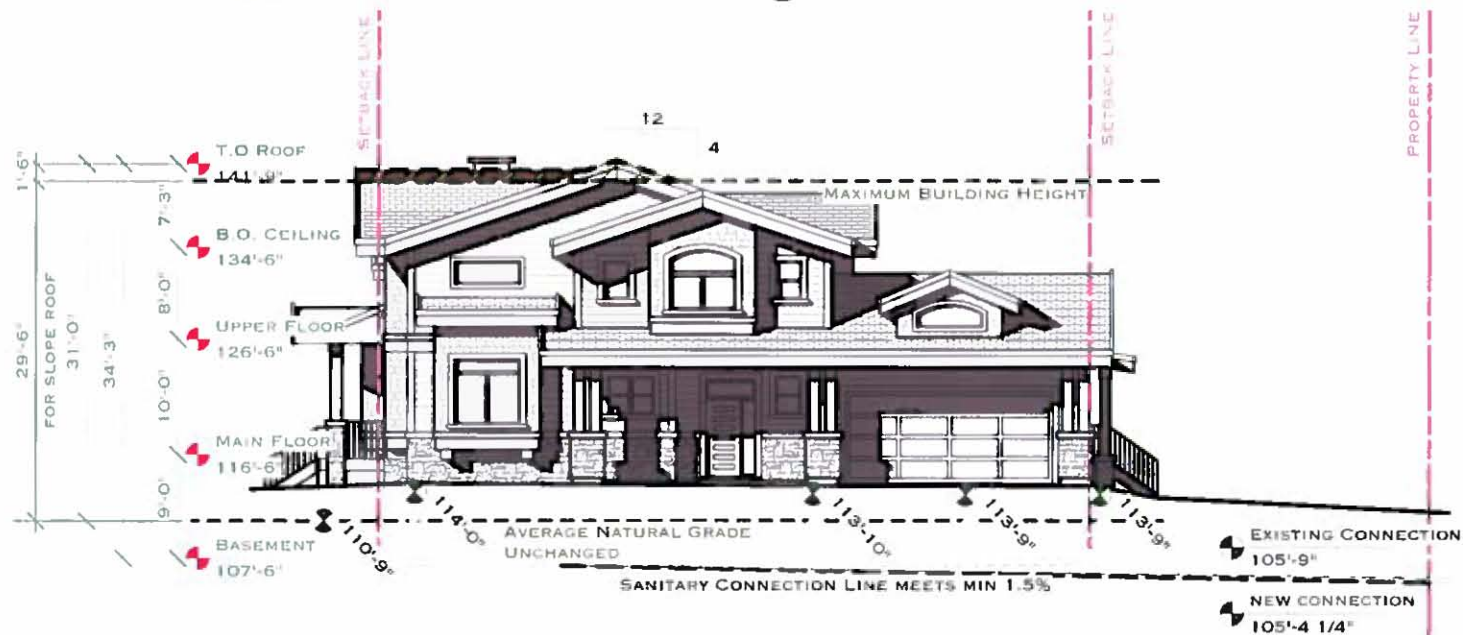 SETBACK LINE
SETBACK LINE
PROPERTY LINE
12
4
T.O ROOF
141'-9"
MAXIMUM BUILDING HEIGHT
B.O. CEILING
134'-6"
UPPER FLOOR
126'-6"
MAIN FLOOR
116'-6"
BASEMENT
107'-6"
1'-6"
29'-6"
FOR SLOPE ROOF
31'-0"
34'-3"
7'-3"
8'-0"
10'-0"
9'-0"
110'-9"
114'-0"
113'-10"
113'-9"
113'-9"
AVERAGE NATURAL GRADE
UNCHANGED
SANITARY CONNECTION LINE MEETS MIN 1.5%
EXISTING CONNECTION
105'-9"
NEW CONNECTION
105'-4 1/4"